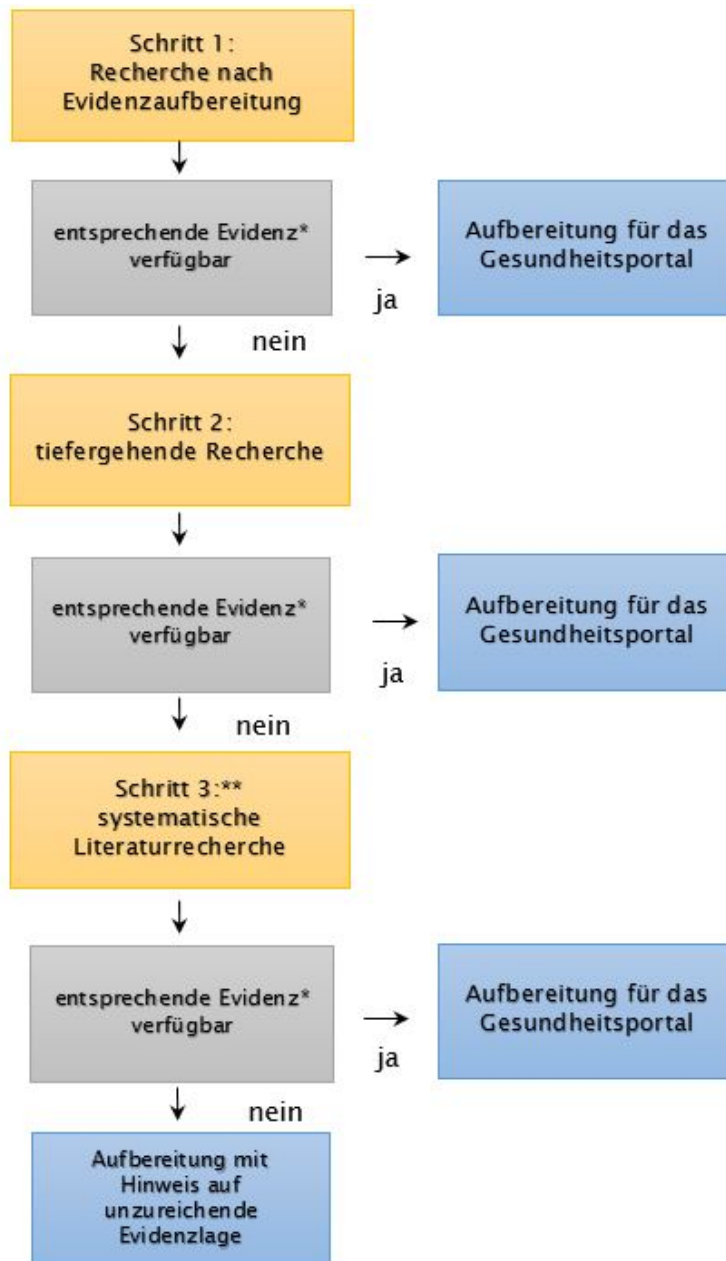 Schritt 1:
Recherche nach
Evidenzaufbereitung
entsprechende Evidenz*
verfügbar
ja
Aufbereitung für das
Gesundheitsportal
nein
Schritt 2:
tiefergehende Recherche
entsprechende Evidenz*
verfügbar
ja
Aufbereitung für das
Gesundheitsportal
nein
Schritt 3:**
systematische
Literaturrecherche
entsprechende Evidenz*
verfügbar
ja
Aufbereitung für das
Gesundheitsportal
nein
Aufbereitung mit
Hinweis auf
unzureichende
Evidenzlage